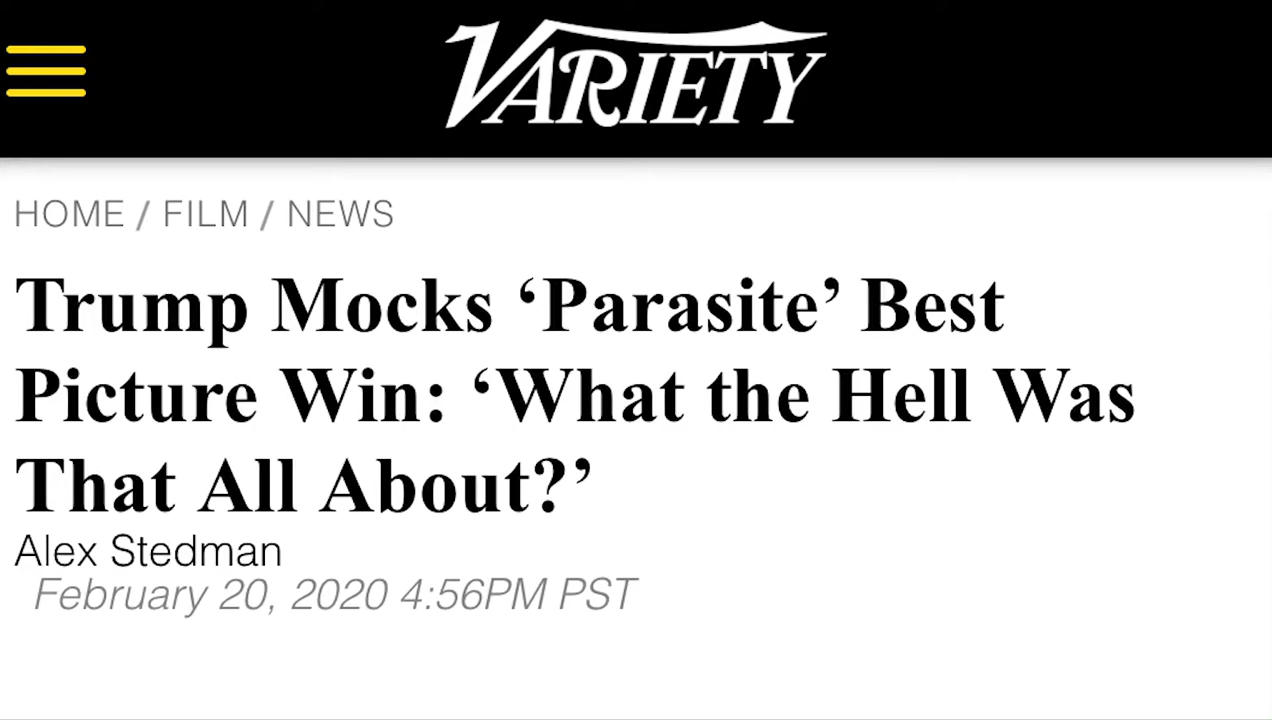 VARIETY
HOME / FILM / NEWS
Trump Mocks ‘Parasite’ Best
Picture Win: ‘What the Hell Was
That All About?’
Alex Stedman
February 20, 2020 4:56PM PST